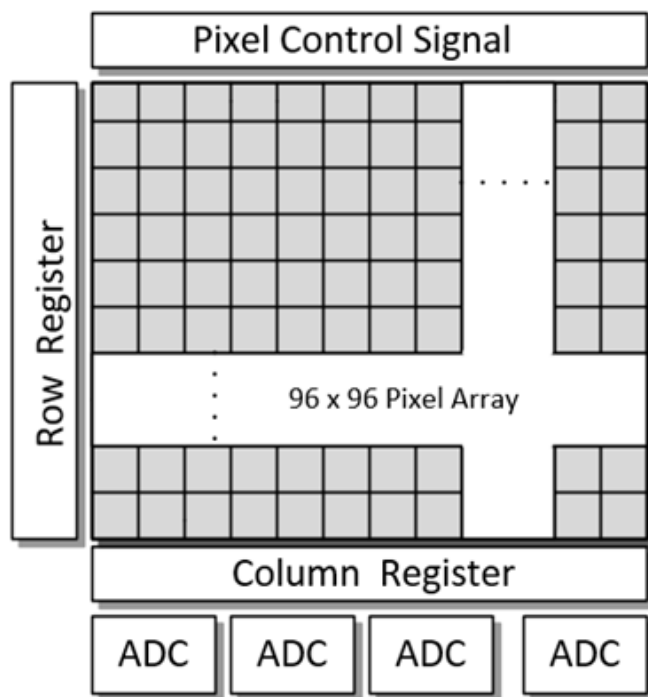 Pixel Control Signal
Row Register
96 x 96 Pixel Array
Column Register
ADC ADC ADC ADC